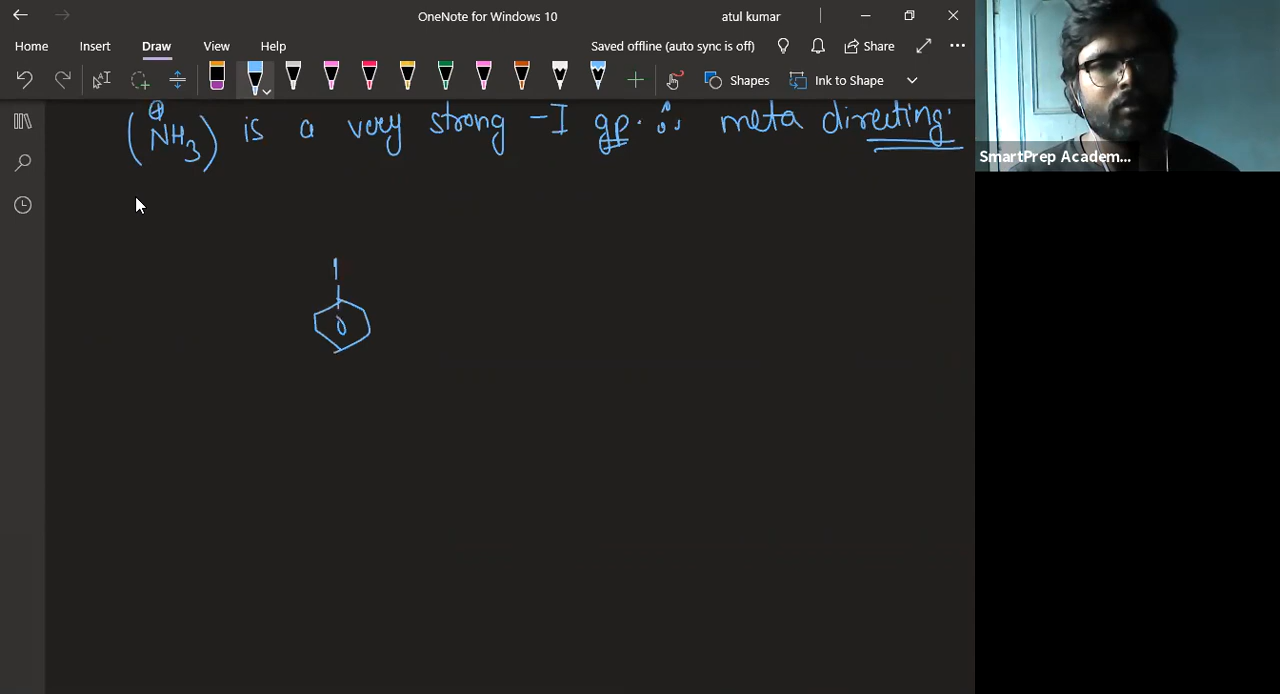 OneNote for Windows 10
atul kumar
Home Insert Draw View Help
Saved offline (auto sync is off)
Share
Shapes
Ink to Shape
(⊕NH3) is a very strong -I gp. ∴ meta directing.
SmartPrep Academ...